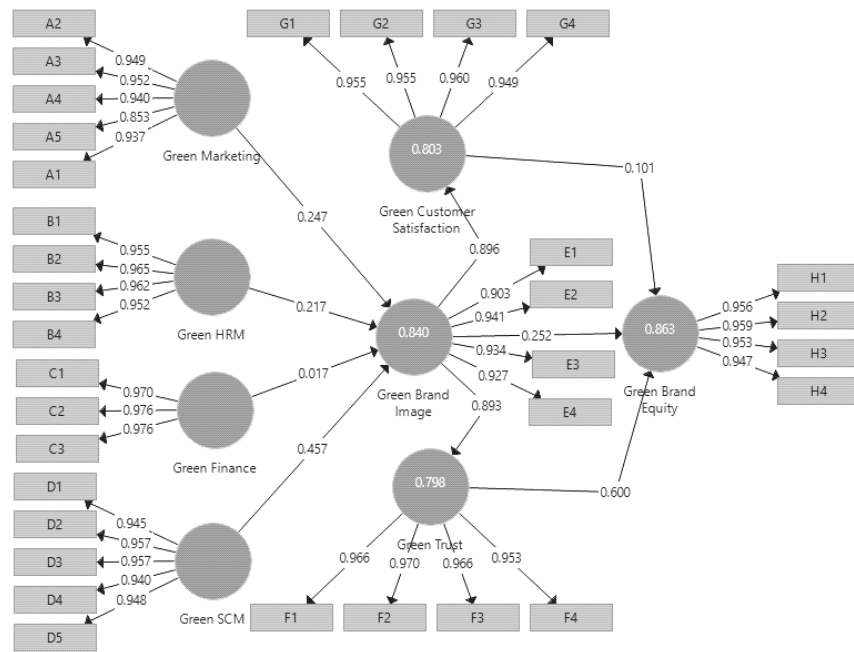 A2
A3
A4
A5
A1
0.949
0.952
0.940
0.853
0.937
Green Marketing
G1
G2
G3
G4
0.955
0.955
0.960
0.949
0.803
Green Customer
Satisfaction
0.101
0.247
0.896
B1
B2
B3
B4
0.955
0.965
0.962
0.952
Green HRM
0.217
0.840
Green Brand
Image
E1
E2
E3
E4
0.903
0.941
0.252
0.934
0.927
0.863
Green Brand
Equity
H1
H2
H3
H4
0.956
0.959
0.953
0.947
C1
C2
C3
0.970
0.976
0.976
Green Finance
0.017
0.457
0.893
D1
D2
D3
D4
D5
0.945
0.957
0.957
0.940
0.948
Green SCM
0.798
Green Trust
0.600
0.966
0.970
0.966
0.953
F1
F2
F3
F4